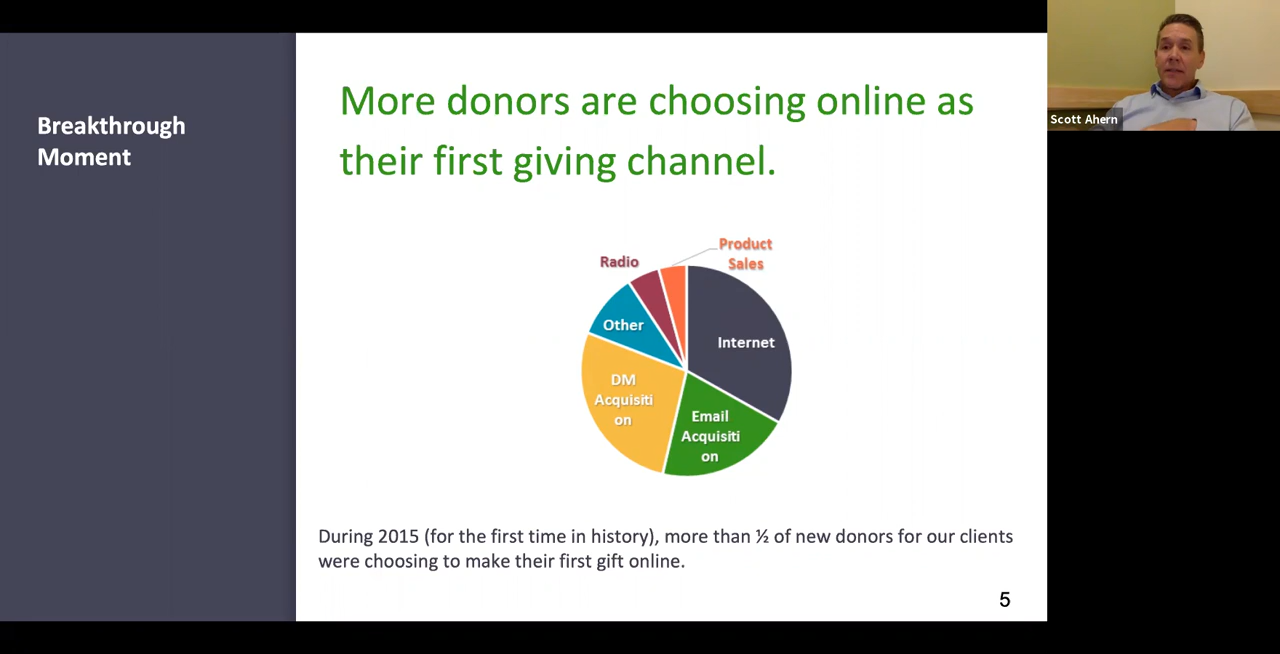 Breakthrough
Moment
More donors are choosing online as
their first giving channel.
Product
Sales
Radio
Other
Internet
DM
Acquisiti
on
Email
Acquisiti
on
During 2015 (for the first time in history), more than ½ of new donors for our clients
were choosing to make their first gift online.
5
Scott Ahern